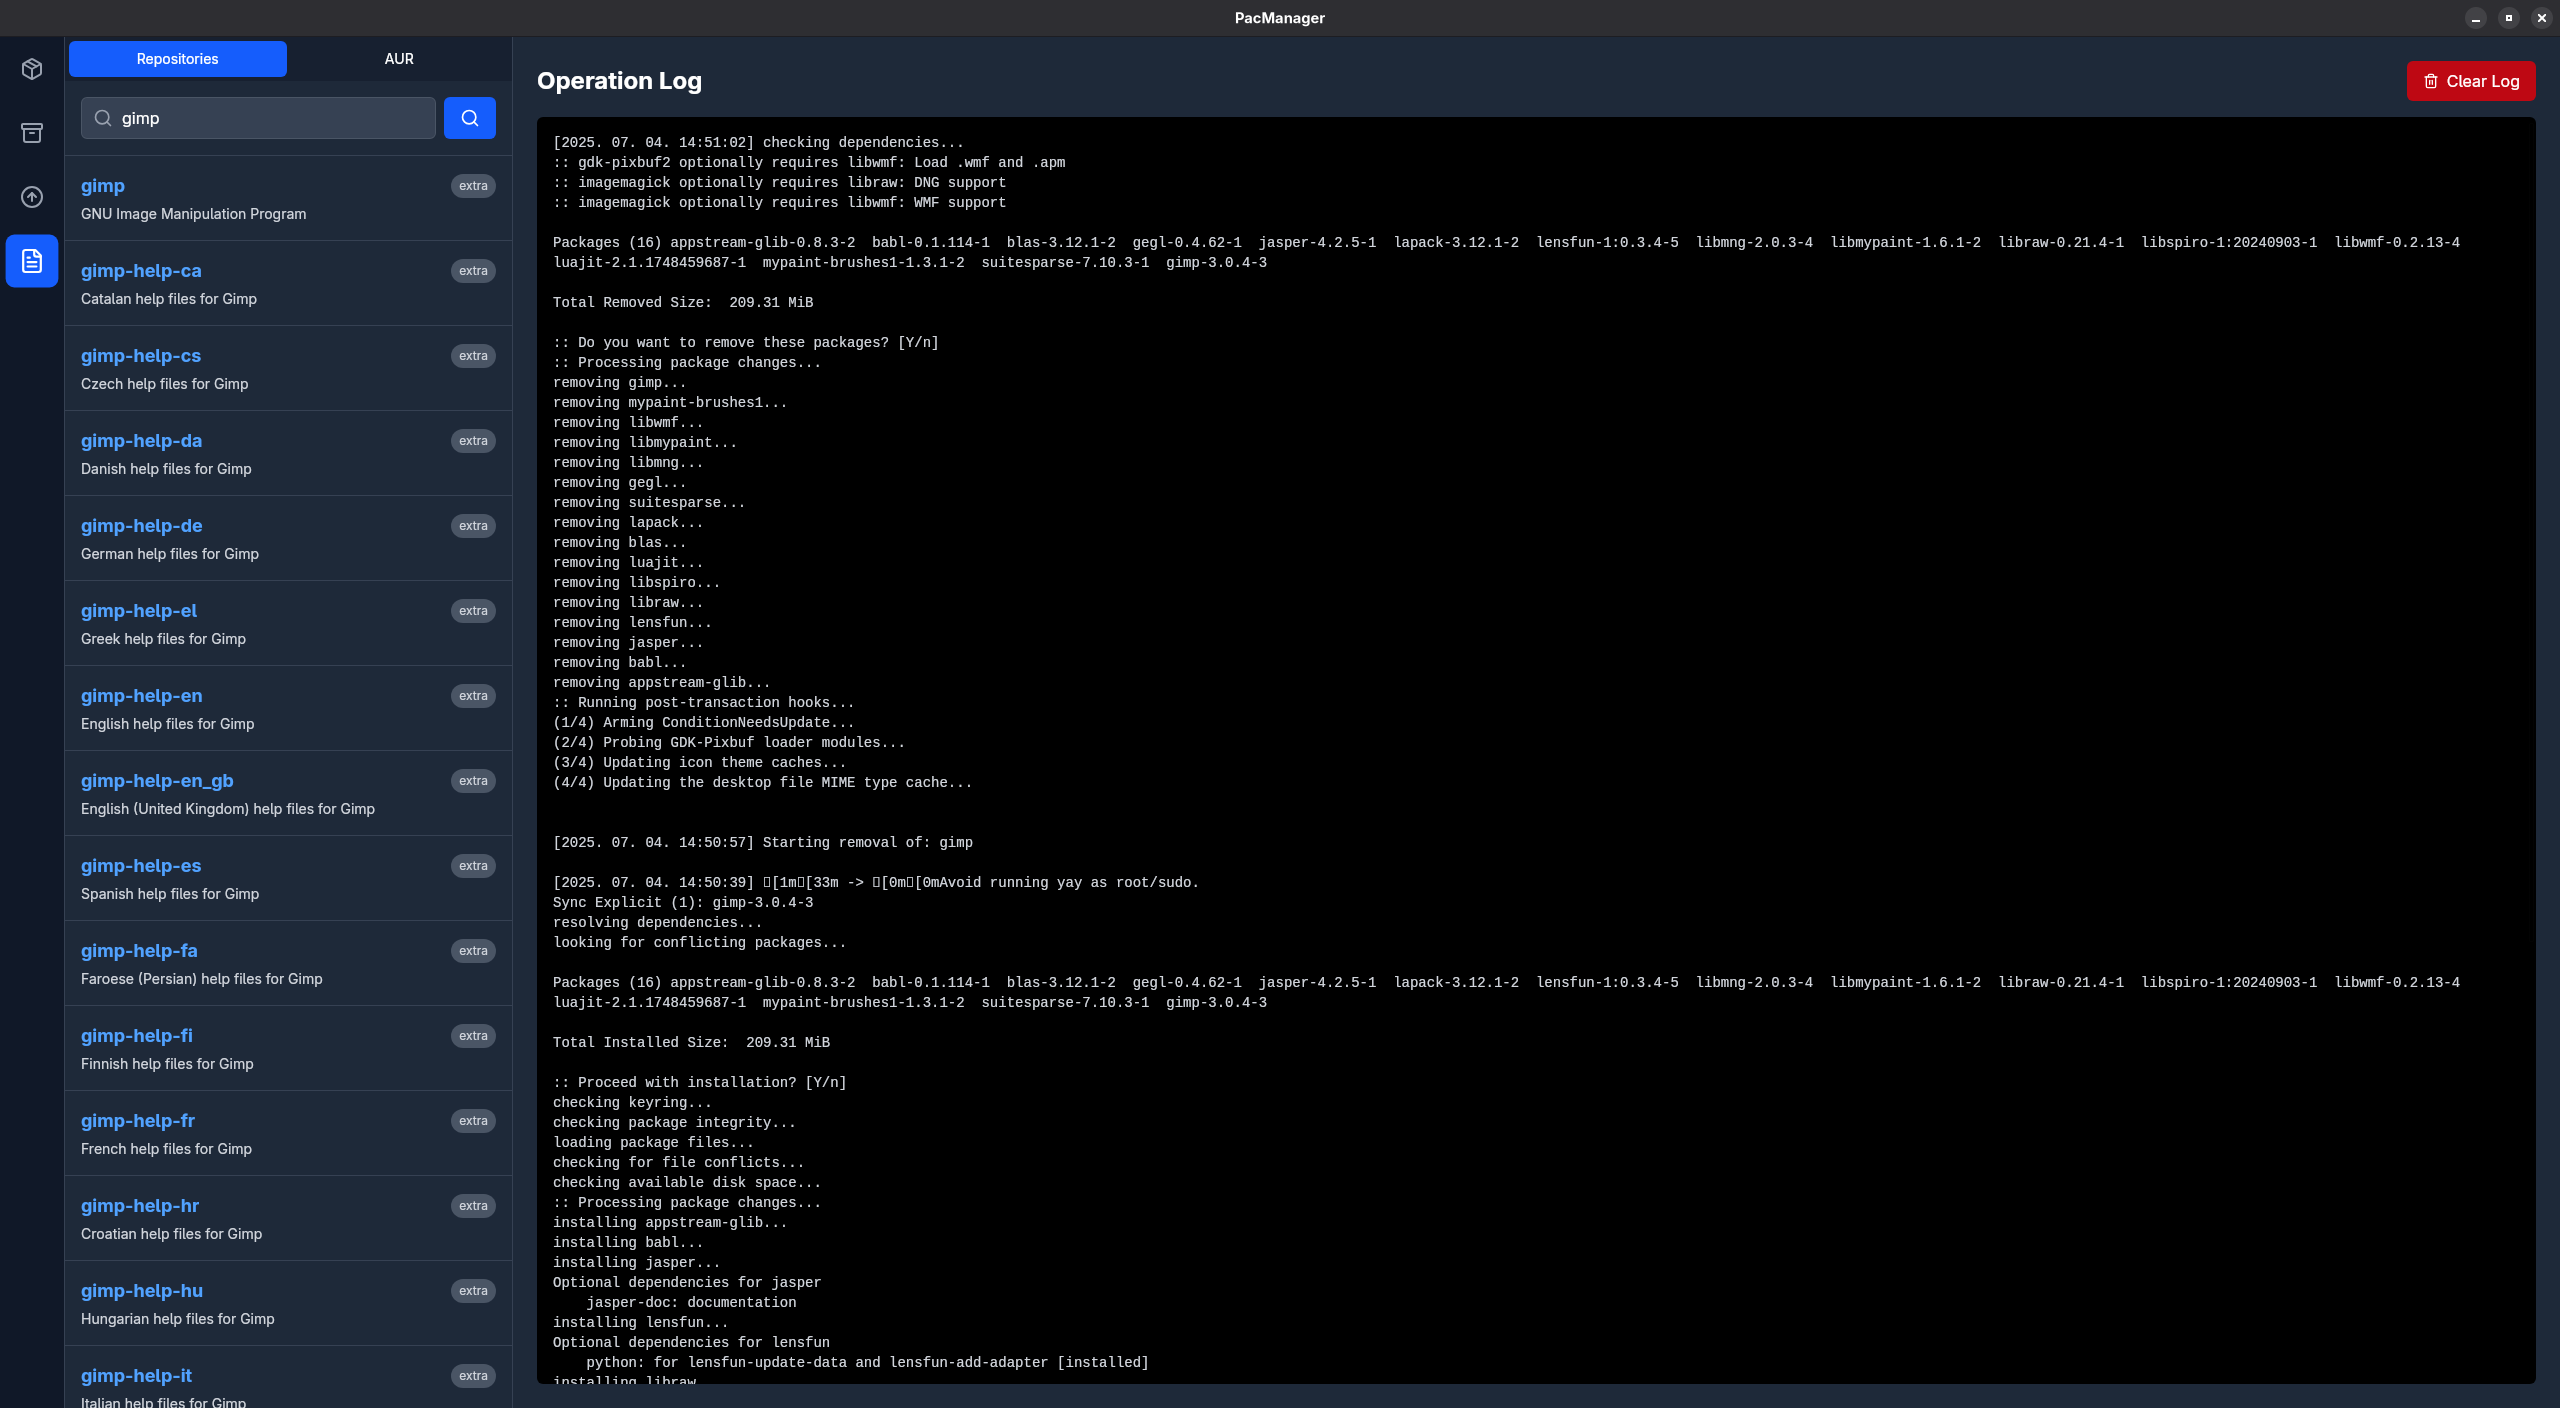 PacManager
Repositories
AUR
gimp
gimp
extra
GNU Image Manipulation Program
gimp-help-ca
extra
Catalan help files for Gimp
gimp-help-cs
extra
Czech help files for Gimp
gimp-help-da
extra
Danish help files for Gimp
gimp-help-de
extra
German help files for Gimp
gimp-help-el
extra
Greek help files for Gimp
gimp-help-en
extra
English help files for Gimp
gimp-help-en_gb
extra
English (United Kingdom) help files for Gimp
gimp-help-es
extra
Spanish help files for Gimp
gimp-help-fa
extra
Faroese (Persian) help files for Gimp
gimp-help-fi
extra
Finnish help files for Gimp
gimp-help-fr
extra
French help files for Gimp
gimp-help-hr
extra
Croatian help files for Gimp
gimp-help-hu
extra
Hungarian help files for Gimp
gimp-help-it
extra
Italian help files for Gimp
Operation Log
Clear Log
[2025. 07. 04. 14:51:02] checking dependencies...
:: gdk-pixbuf2 optionally requires libwmf: Load .wmf and .apm
:: imagemagick optionally requires libraw: DNG support
:: imagemagick optionally requires libwmf: WMF support
Packages (16) appstream-glib-0.8.3-2  babl-0.1.114-1  blas-3.12.1-2  gegl-0.4.62-1  jasper-4.2.5-1  lapack-3.12.1-2  lensfun-1:0.3.4-5  libmng-2.0.3-4  libmypaint-1.6.1-2  libraw-0.21.4-1  libspiro-1:20240903-1  libwmf-0.2.13-4
luajit-2.1.1748459687-1  mypaint-brushes1-1.3.1-2  suitesparse-7.10.3-1  gimp-3.0.4-3
Total Removed Size:  209.31 MiB
:: Do you want to remove these packages? [Y/n]
:: Processing package changes...
removing gimp...
removing mypaint-brushes1...
removing libwmf...
removing libmypaint...
removing libmng...
removing gegl...
removing suitesparse...
removing lapack...
removing blas...
removing luajit...
removing libspiro...
removing libraw...
removing lensfun...
removing jasper...
removing babl...
removing appstream-glib...
:: Running post-transaction hooks...
(1/4) Arming ConditionNeedsUpdate...
(2/4) Probing GDK-Pixbuf loader modules...
(3/4) Updating icon theme caches...
(4/4) Updating the desktop file MIME type cache...
[2025. 07. 04. 14:50:57] Starting removal of: gimp
[2025. 07. 04. 14:50:39] ▯[1m▯[33m -> ▯[0m▯[0mAvoid running yay as root/sudo.
Sync Explicit (1): gimp-3.0.4-3
resolving dependencies...
looking for conflicting packages...
Packages (16) appstream-glib-0.8.3-2  babl-0.1.114-1  blas-3.12.1-2  gegl-0.4.62-1  jasper-4.2.5-1  lapack-3.12.1-2  lensfun-1:0.3.4-5  libmng-2.0.3-4  libmypaint-1.6.1-2  libraw-0.21.4-1  libspiro-1:20240903-1  libwmf-0.2.13-4
luajit-2.1.1748459687-1  mypaint-brushes1-1.3.1-2  suitesparse-7.10.3-1  gimp-3.0.4-3
Total Installed Size:  209.31 MiB
:: Proceed with installation? [Y/n]
checking keyring...
checking package integrity...
loading package files...
checking for file conflicts...
checking available disk space...
:: Processing package changes...
installing appstream-glib...
installing babl...
installing jasper...
Optional dependencies for jasper
    jasper-doc: documentation
installing lensfun...
Optional dependencies for lensfun
    python: for lensfun-update-data and lensfun-add-adapter [installed]
installing libraw